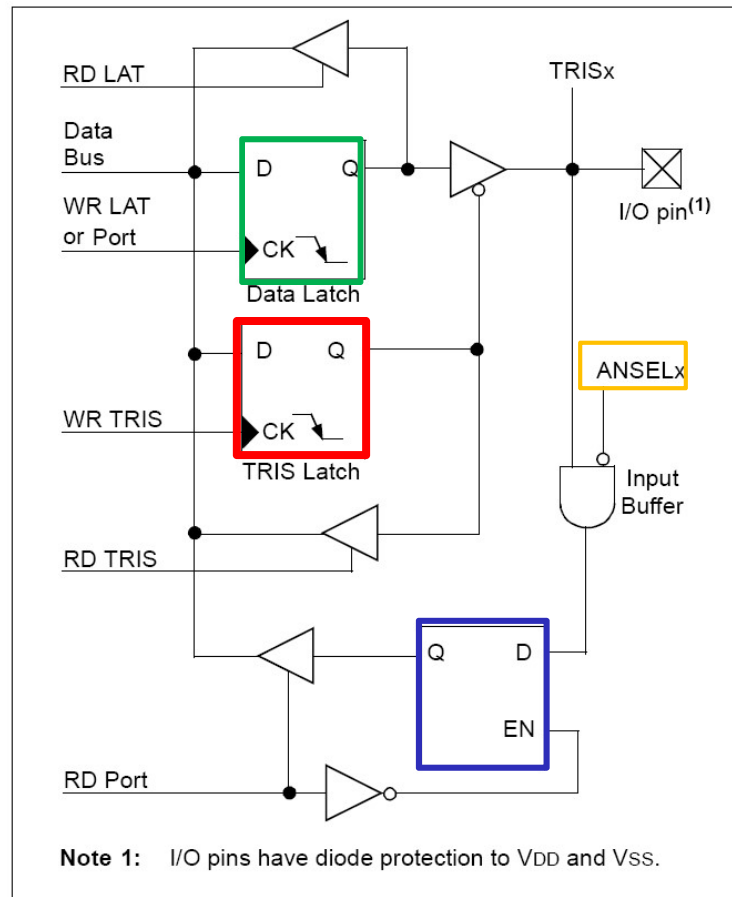 RD LAT
TRISx
Data
Bus
D Q
WR LAT
or Port
I/O pin(1)
CK
Data Latch
D Q
ANSELx
WR TRIS
CK
TRIS Latch
Input
Buffer
RD TRIS
Q D
EN
RD Port
Note 1: I/O pins have diode protection to VDD and VSS.